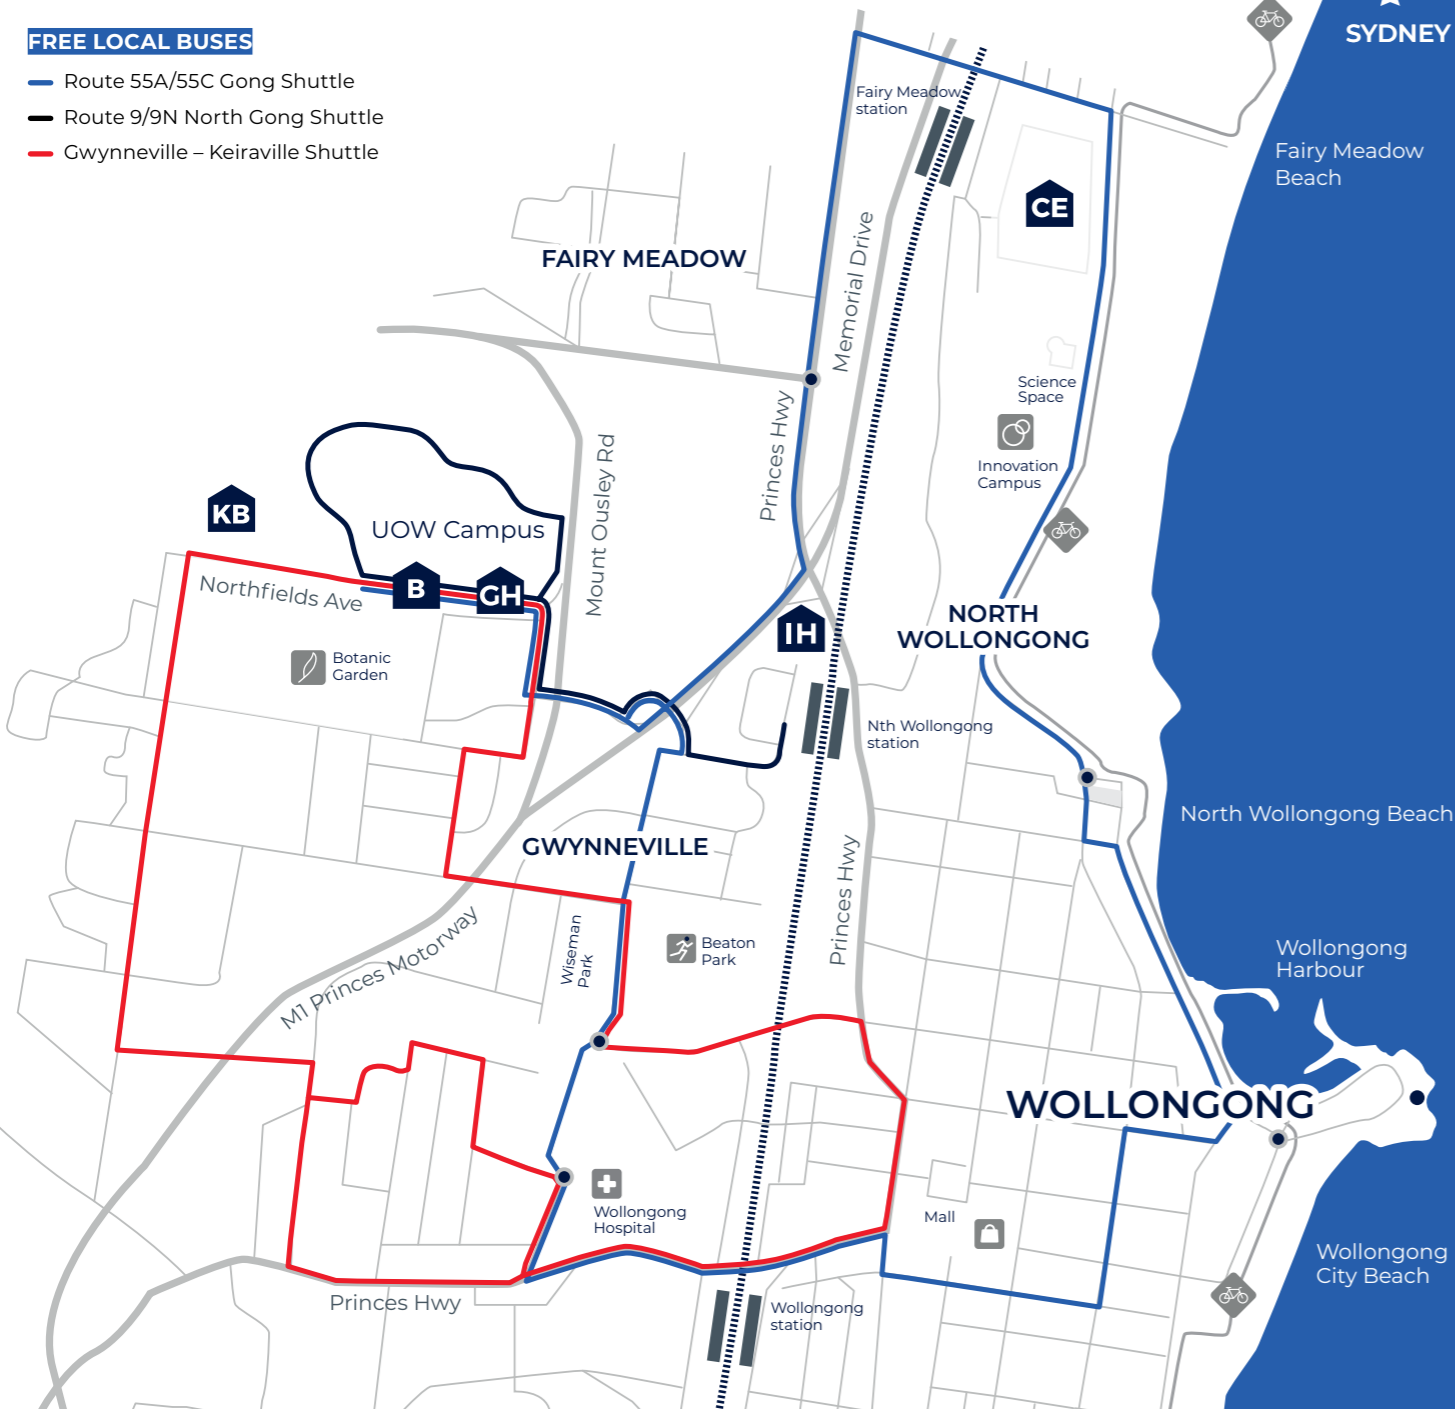 FREE LOCAL BUSES
Route 55A/55C Gong Shuttle
Route 9/9N North Gong Shuttle
Gwynneville – Keiraville Shuttle
SYDNEY
Fairy Meadow
station
Fairy Meadow
Beach
CE
FAIRY MEADOW
Memorial Drive
Science
Space
Princes Hwy
Innovation
Campus
Mount Ousley Rd
KB
UOW Campus
Northfields Ave
B
GH
IH
NORTH
WOLLONGONG
Botanic
Garden
Nth Wollongong
station
North Wollongong Beach
GWYNNEVILLE
Princes Hwy
Wiseman
Park
Beaton
Park
M1 Princes Motorway
Wollongong
Harbour
WOLLONGONG
Wollongong
Hospital
Mall
Wollongong
City Beach
Princes Hwy
Wollongong
station